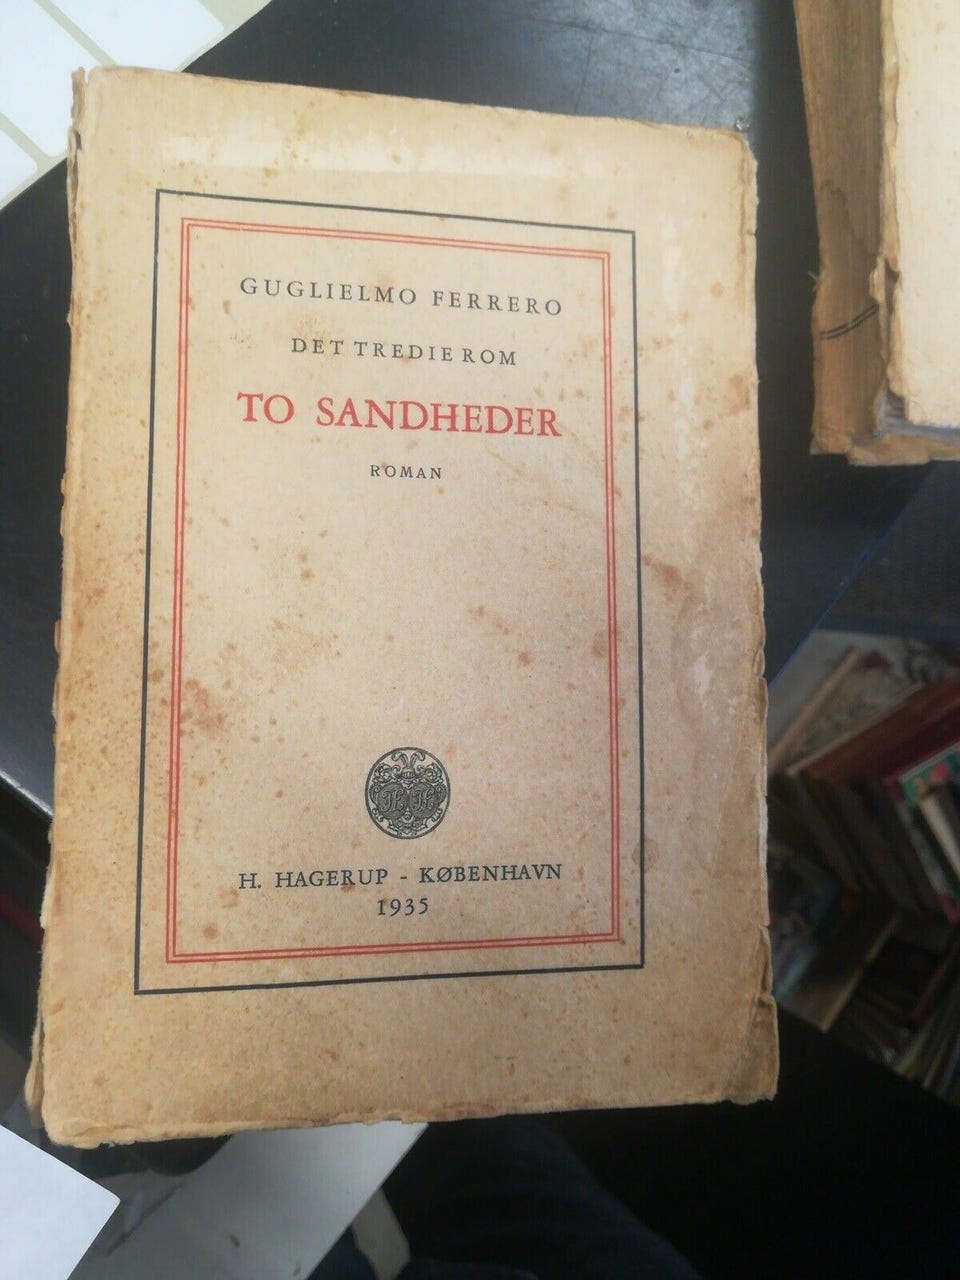 GUGLIELMO FERRERO
DET TREDIE ROM
TO SANDHEDER
ROMAN
H H
H. HAGERUP - KØBENHAVN
1935